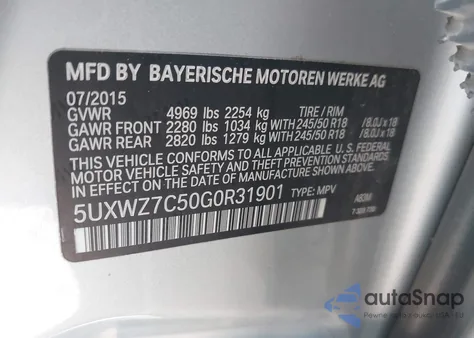 MFD BY BAYERISCHE MOTOREN WERKE AG
07/2015
GVWR 4969 lbs 2254 kg TIRE / RIM
GAWR FRONT 2280 lbs 1034 kg WITH 245/50 R18 / 8.0J x 18
GAWR REAR 2820 lbs 1279 kg WITH 245/50 R18 / 8.0J x 18
THIS VEHICLE CONFORMS TO ALL APPLICABLE U.S. FEDERAL
MOTOR VEHICLE SAFETY AND THEFT PREVENTION STANDARDS
IN EFFECT ON THE DATE OF MANUFACTURE SHOWN ABOVE.
5UXWZ7C50G0R31901 TYPE: MPV
autoSnap